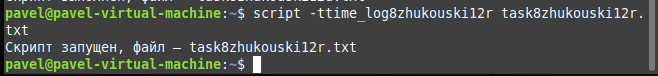 pavel@pavel-virtual-machine:~$ script -ttime_log8zhukouski12r task8zhukouski12r.
txt
Скрипт запущен, файл — task8zhukouski12r.txt
pavel@pavel-virtual-machine:~$